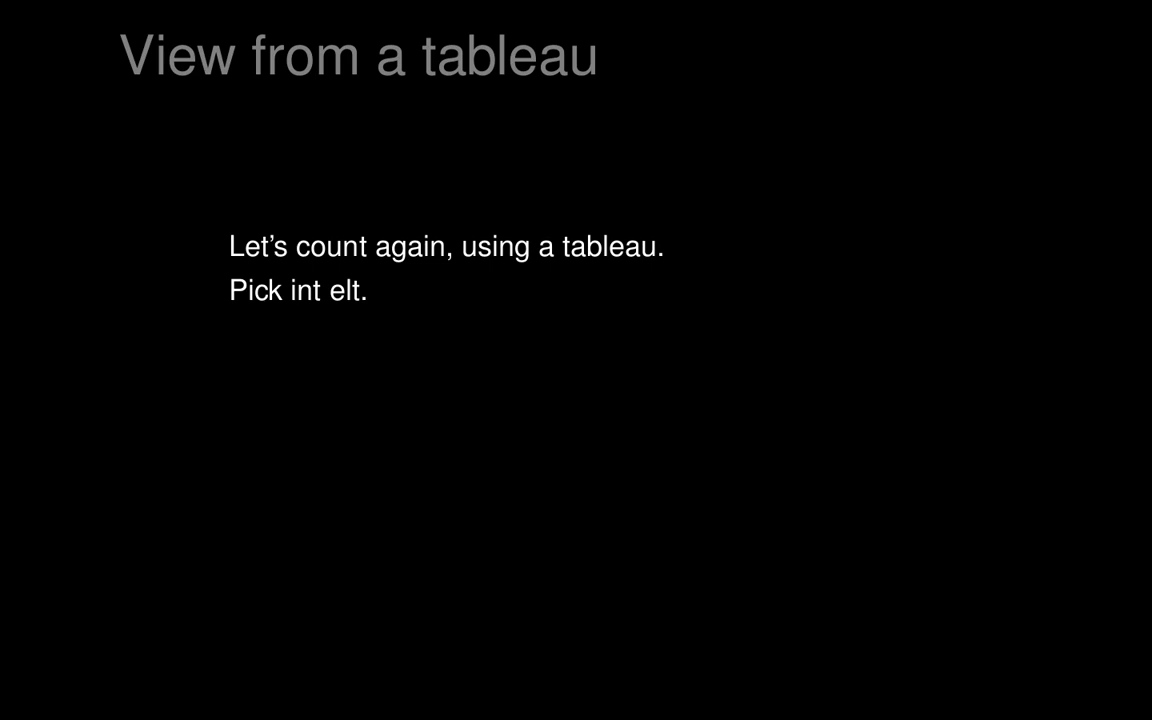 View from a tableau
Let’s count again, using a tableau.
Pick int elt.